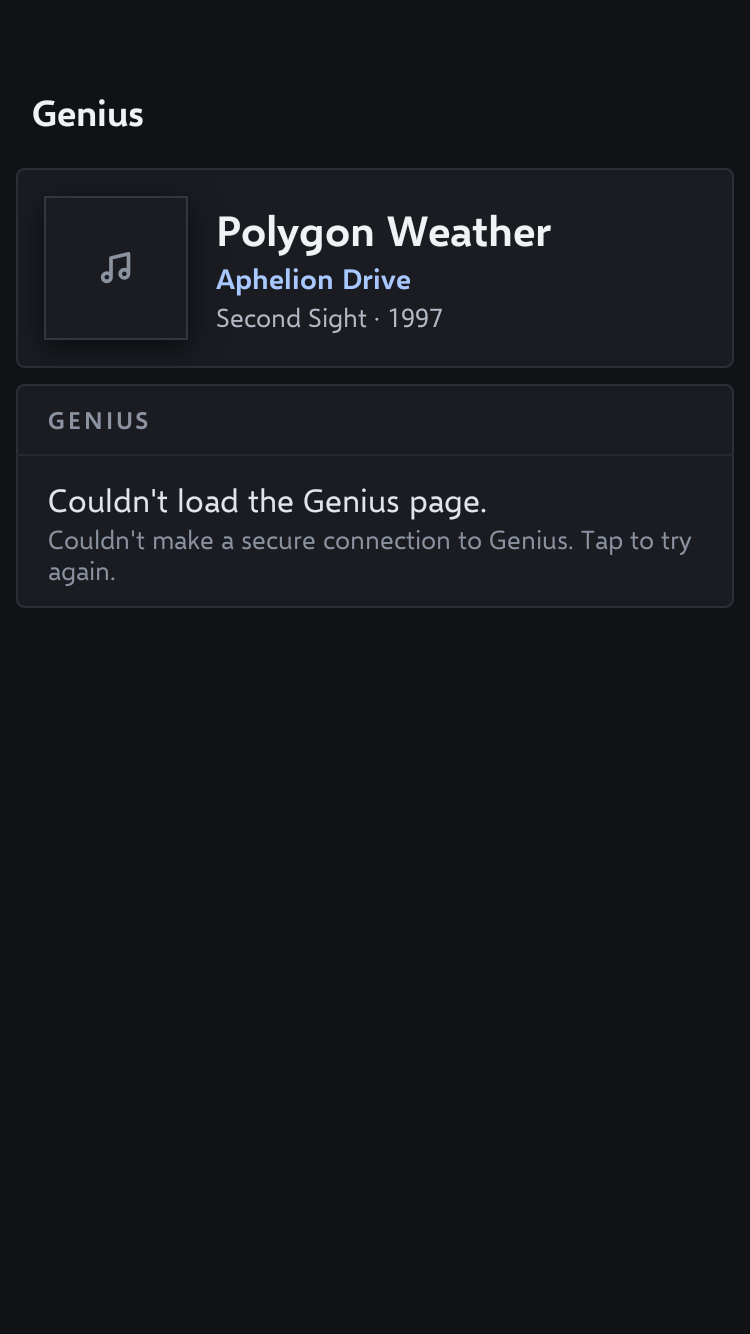 Genius
Polygon Weather
Aphelion Drive
Second Sight · 1997
GENIUS
Couldn't load the Genius page.
Couldn't make a secure connection to Genius. Tap to try
again.